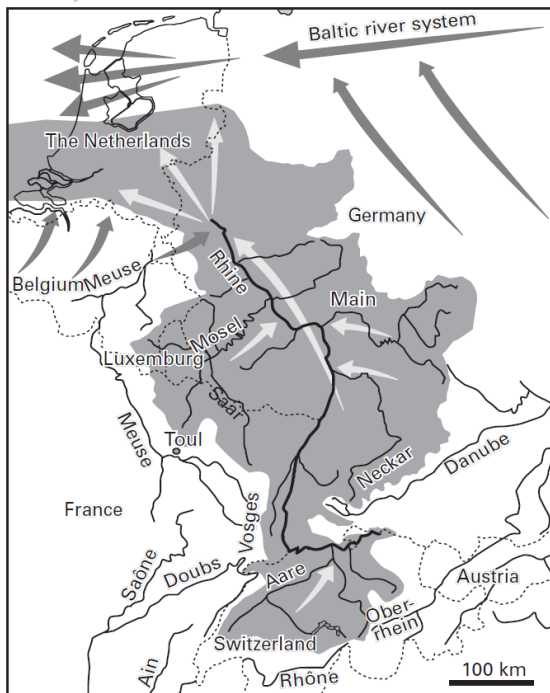 Baltic river system
The Netherlands
Germany
Belgium
Meuse
Rhine
Main
Mosel
Luxemburg
Saar
Meuse
Toul
Neckar
Danube
France
Vosges
Saône
Doubs
Aare
Austria
Ober-
rhein
Switzerland
Ain
Rhône
100 km